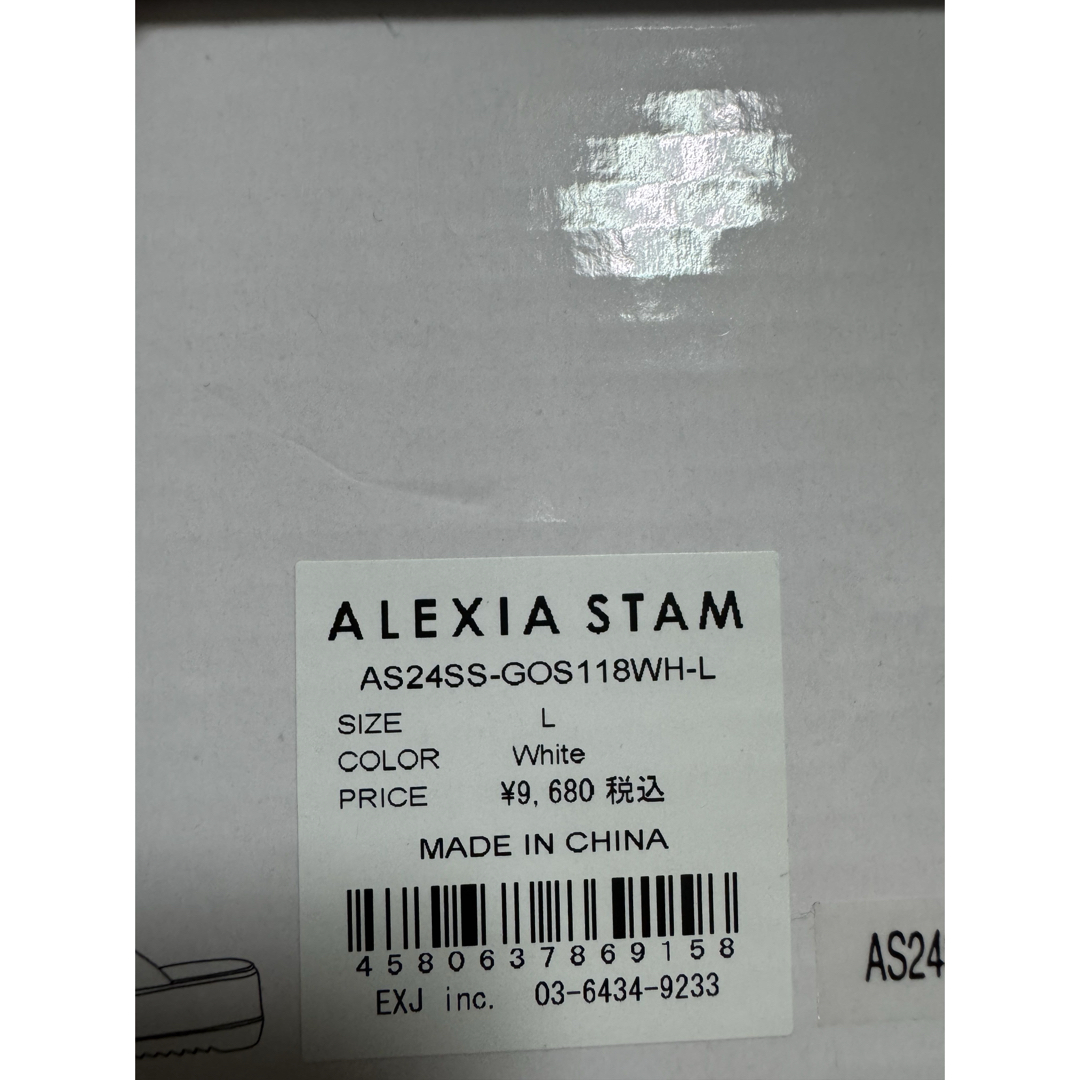 ALEXIA STAM
AS24SS-GOS118WH-L
SIZE L
COLOR White
PRICE ¥9,680 税込
MADE IN CHINA
4580637869158
EXJ inc. 03-6434-9233
AS24